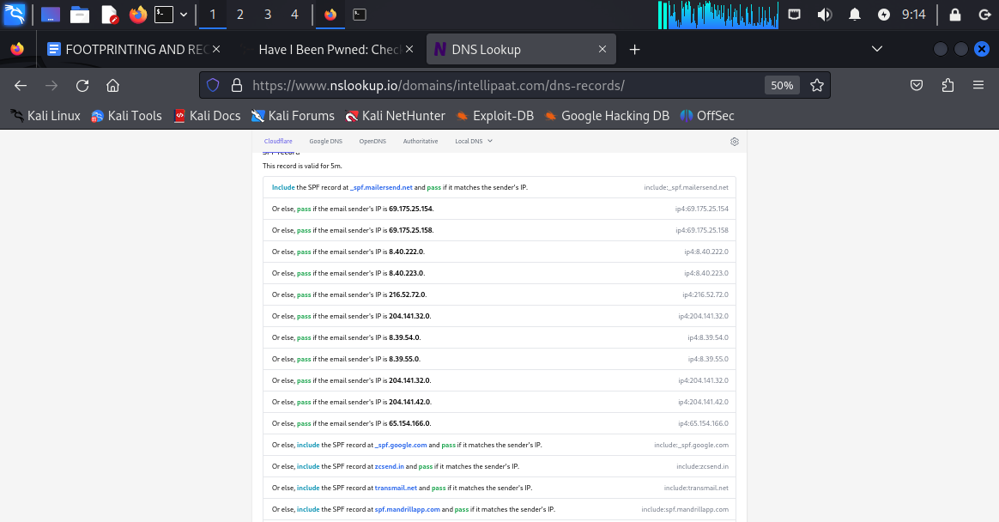 1 2 3 4 9:14
FOOTPRINTING AND REC Have I Been Pwned: Chec DNS Lookup
https://www.nslookup.io/domains/intellipaat.com/dns-records/ 50%
Kali Linux Kali Tools Kali Docs Kali Forums Kali NetHunter Exploit-DB Google Hacking DB OffSec
Cloudflare Google DNS OpenDNS Authoritative Local DNS
SPF record
This record is valid for 5m.
Include the SPF record at _spf.mailersend.net and pass if it matches the sender's IP. include:_spf.mailersend.net
Or else, pass if the email sender's IP is 69.175.25.154. ip4:69.175.25.154
Or else, pass if the email sender's IP is 69.175.25.158. ip4:69.175.25.158
Or else, pass if the email sender's IP is 8.40.222.0. ip4:8.40.222.0
Or else, pass if the email sender's IP is 8.40.223.0. ip4:8.40.223.0
Or else, pass if the email sender's IP is 216.52.72.0. ip4:216.52.72.0
Or else, pass if the email sender's IP is 204.141.32.0. ip4:204.141.32.0
Or else, pass if the email sender's IP is 8.39.54.0. ip4:8.39.54.0
Or else, pass if the email sender's IP is 8.39.55.0. ip4:8.39.55.0
Or else, pass if the email sender's IP is 204.141.32.0. ip4:204.141.32.0
Or else, pass if the email sender's IP is 204.141.42.0. ip4:204.141.42.0
Or else, pass if the email sender's IP is 65.154.166.0. ip4:65.154.166.0
Or else, include the SPF record at _spf.google.com and pass if it matches the sender's IP. include:_spf.google.com
Or else, include the SPF record at zcsend.in and pass if it matches the sender's IP. include:zcsend.in
Or else, include the SPF record at transmail.net and pass if it matches the sender's IP. include:transmail.net
Or else, include the SPF record at spf.mandrillapp.com and pass if it matches the sender's IP. include:spf.mandrillapp.com